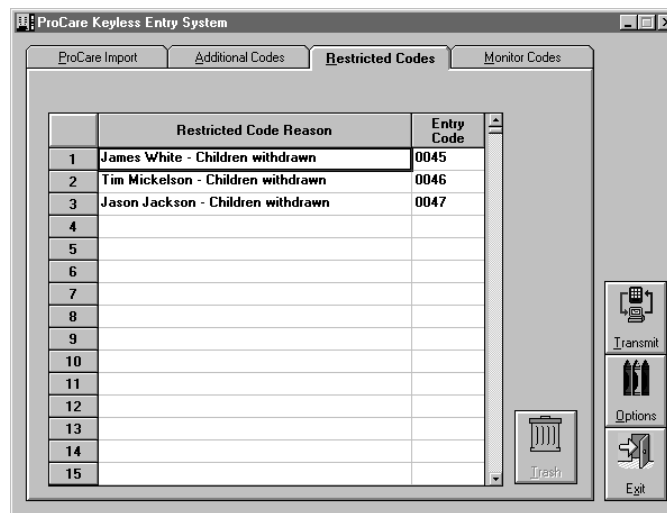 ProCare Keyless Entry System
ProCare Import Additional Codes Restricted Codes Monitor Codes
Restricted Code Reason Entry Code
1 James White - Children withdrawn 0045
2 Tim Mickelson - Children withdrawn 0046
3 Jason Jackson - Children withdrawn 0047
4
5
6
7
8
9
10
11
12
13
14
15
Transmit
Options
Trash
Exit